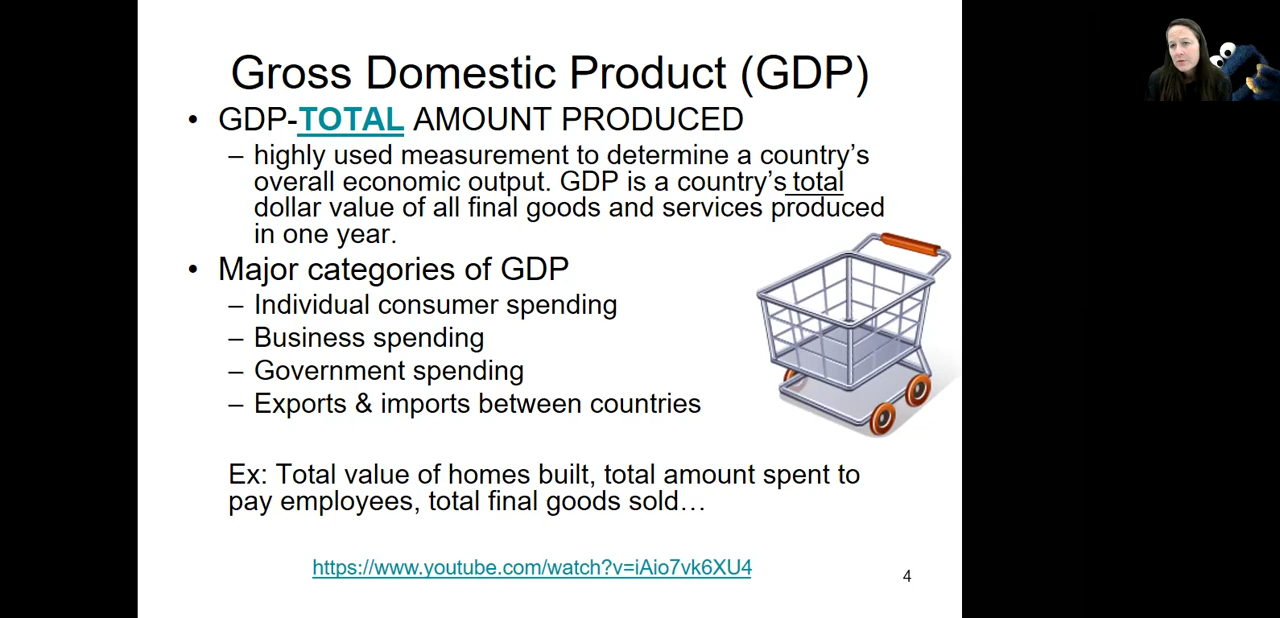 Gross Domestic Product (GDP)
• GDP-TOTAL AMOUNT PRODUCED
– highly used measurement to determine a country's
overall economic output. GDP is a country's total
dollar value of all final goods and services produced
in one year.
• Major categories of GDP
– Individual consumer spending
– Business spending
– Government spending
– Exports & imports between countries
Ex: Total value of homes built, total amount spent to
pay employees, total final goods sold…
https://www.youtube.com/watch?v=iAio7vk6XU4
4